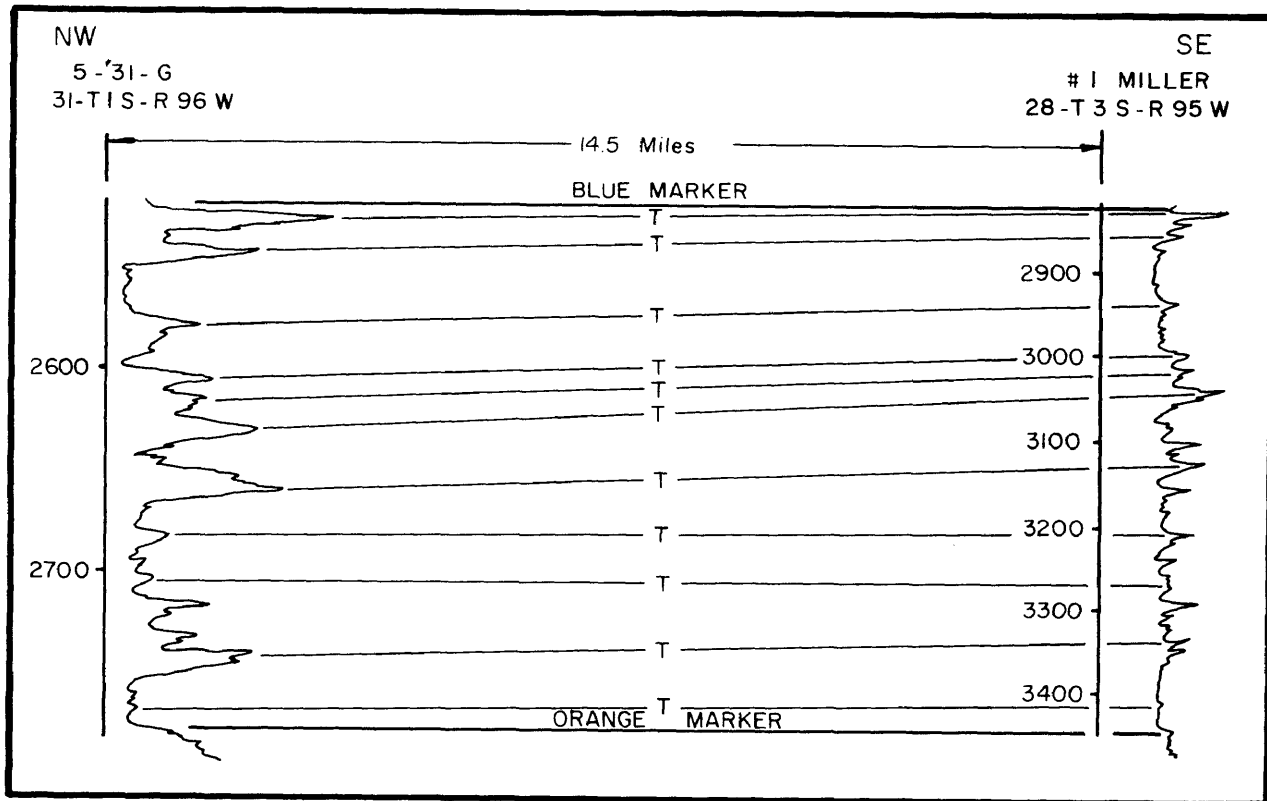 NW
5-#31-G
31-T1S-R96W
SE
#1 MILLER
28-T3S-R95W
14.5 Miles
BLUE MARKER
T
T
2900
T
2600
T
3000
T
T
3100
T
T
3200
2700
T
3300
T
3400
T
ORANGE MARKER